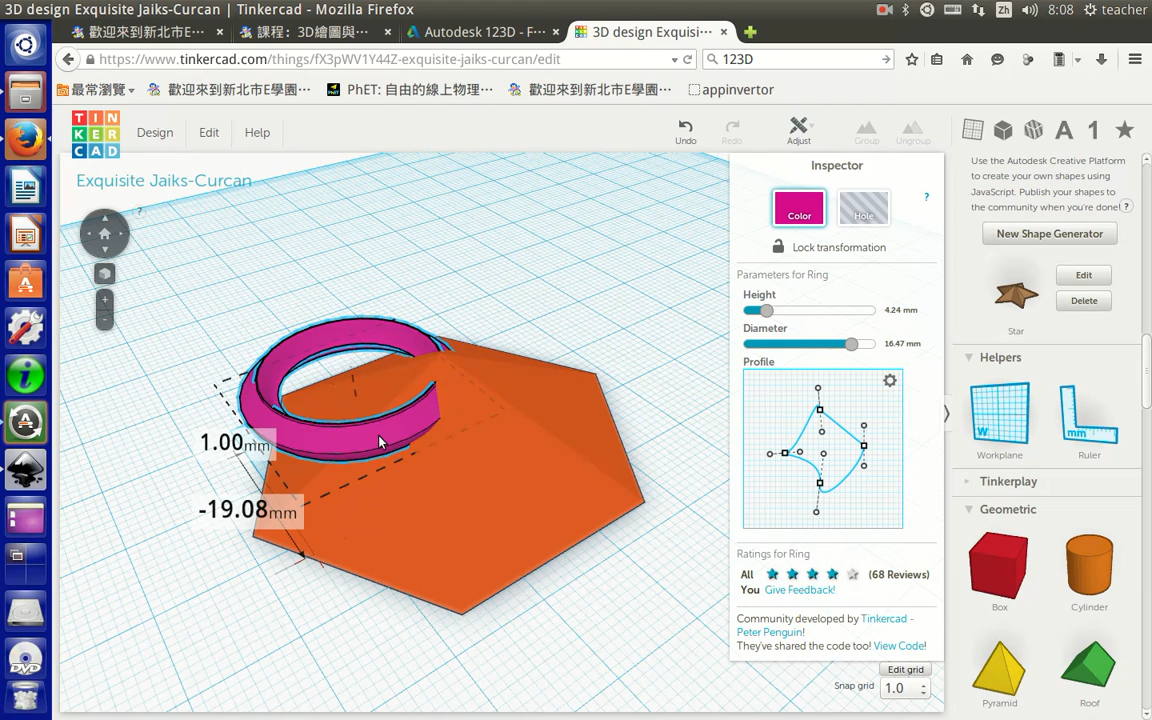 3D design Exquisite Jaiks-Curcan | Tinkercad - Mozilla Firefox
Zh
8:08
teacher
歡迎來到新北市E···
課程：3D繪圖與···
Autodesk 123D - F···
3D design Exquisi···
https://www.tinkercad.com/things/fX3pWV1Y44Z-exquisite-jaiks-curcan/edit
123D
最常瀏覽
歡迎來到新北市E學園···
PhET: 自由的線上物理···
歡迎來到新北市E學園···
appinvertor
TIN
KER
CAD
Design
Edit
Help
Undo
Redo
Adjust
Group
Ungroup
A
1
Exquisite Jaiks-Curcan
?
Inspector
Color
Hole
?
Lock transformation
Parameters for Ring
Height
4.24 mm
Diameter
16.47 mm
Profile
1.00mm
-19.08mm
Ratings for Ring
All
(68 Reviews)
You Give Feedback!
Community developed by Tinkercad -
Peter Penguin!
They've shared the code too! View Code!
Edit grid
Snap grid
1.0
Use the Autodesk Creative Platform
to create your own shapes using
JavaScript. Publish your shapes to
the community when you're done!
?
New Shape Generator
Edit
Delete
Star
Helpers
W
mm
Workplane
Ruler
Tinkerplay
Geometric
Box
Cylinder
Pyramid
Roof
DVD